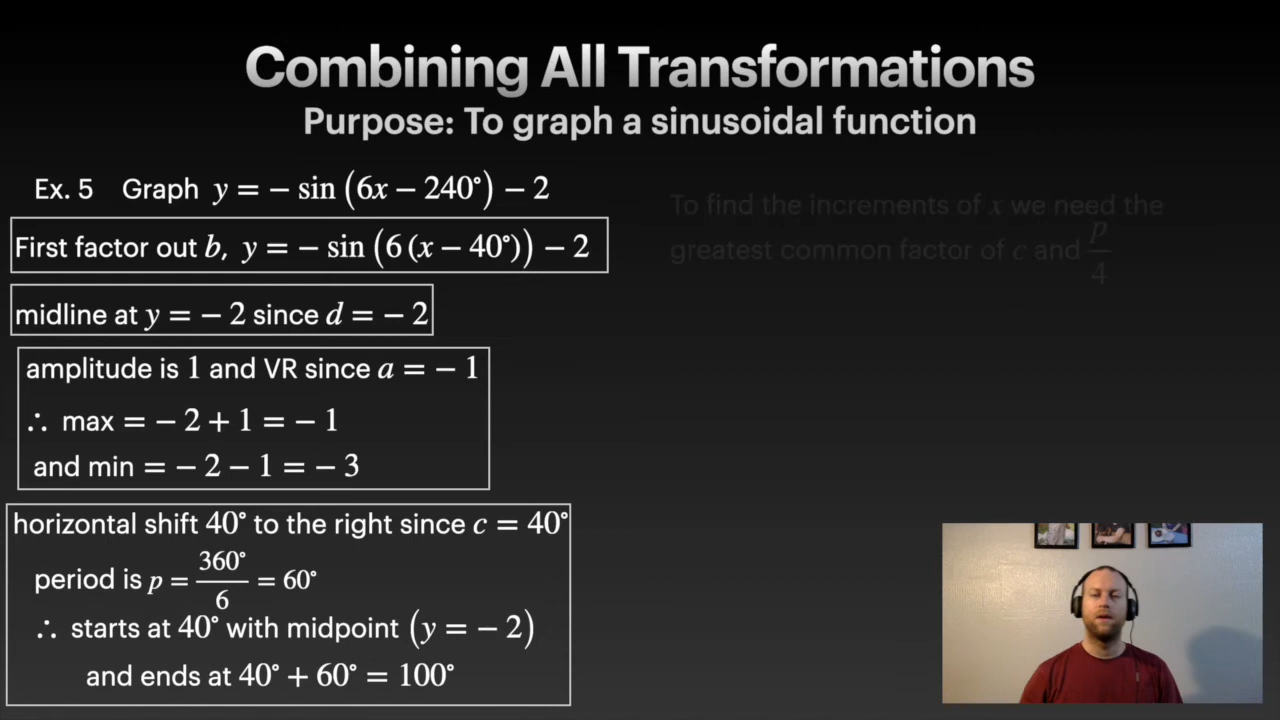 Combining All Transformations
Purpose: To graph a sinusoidal function
Ex. 5 Graph y = − sin (6x − 240°) − 2
First factor out b, y = − sin (6 (x − 40°)) − 2
midline at y = − 2 since d = − 2
amplitude is 1 and VR since a = − 1
∴ max = − 2 + 1 = − 1
and min = − 2 − 1 = − 3
horizontal shift 40° to the right since c = 40°
period is p = 360°/6 = 60°
∴ starts at 40° with midpoint (y = − 2)
and ends at 40° + 60° = 100°
To find the increments of x we need the
greatest common factor of c and p/4